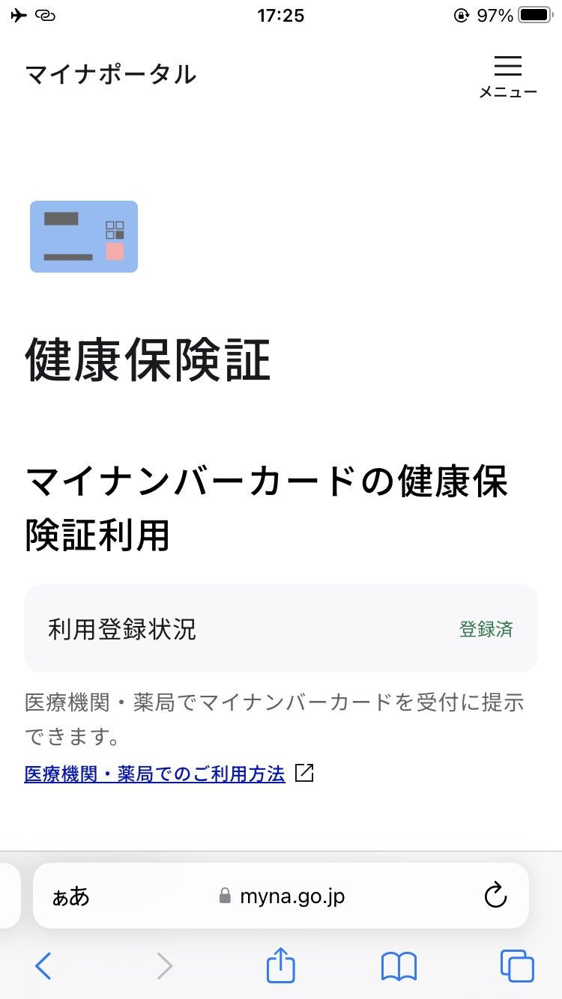 17:25
97%
マイナポータル
メニュー
健康保険証
マイナンバーカードの健康保
険証利用
利用登録状況
登録済
医療機関・薬局でマイナンバーカードを受付に提示
できます。
医療機関・薬局でのご利用方法
ぁあ
myna.go.jp